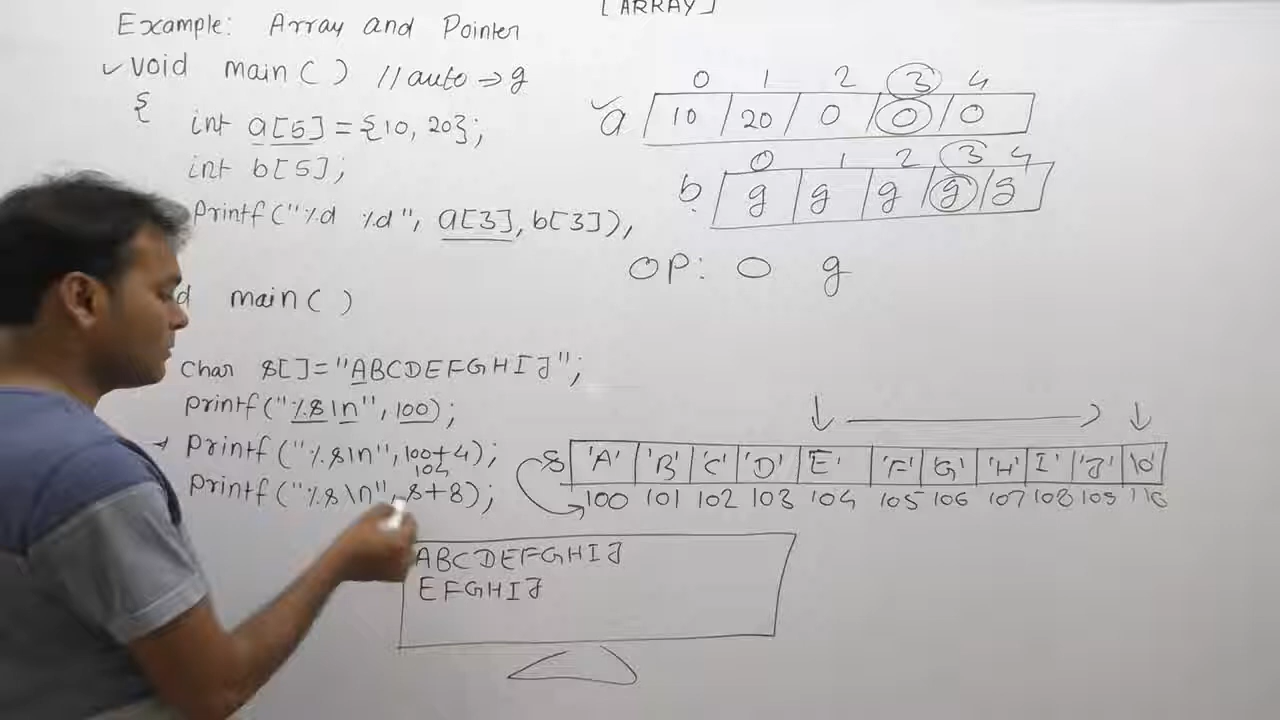 [ARRAY]
Example: Array and Pointer
void main( ) //auto → g
{
int a[5] = {10, 20};
int b[5];
printf("%d %d", a[3], b[3]),
0 1 2 3 4
a 10 20 0 0 0
0 1 2 3 4
b g g g g g
OP: 0 g
d main( )
char s[]="ABCDEFGHIJ";
printf("%s\n", 100);
printf("%s\n", 100+4);
104
printf("%s\n", s+8);
s 'A' 'B' 'C' 'D' E' 'F' G' 'H' I' 'J' \0'
100 101 102 103 104 105 106 107 108 109 110
ABCDEFGHIJ
EFGHIJ